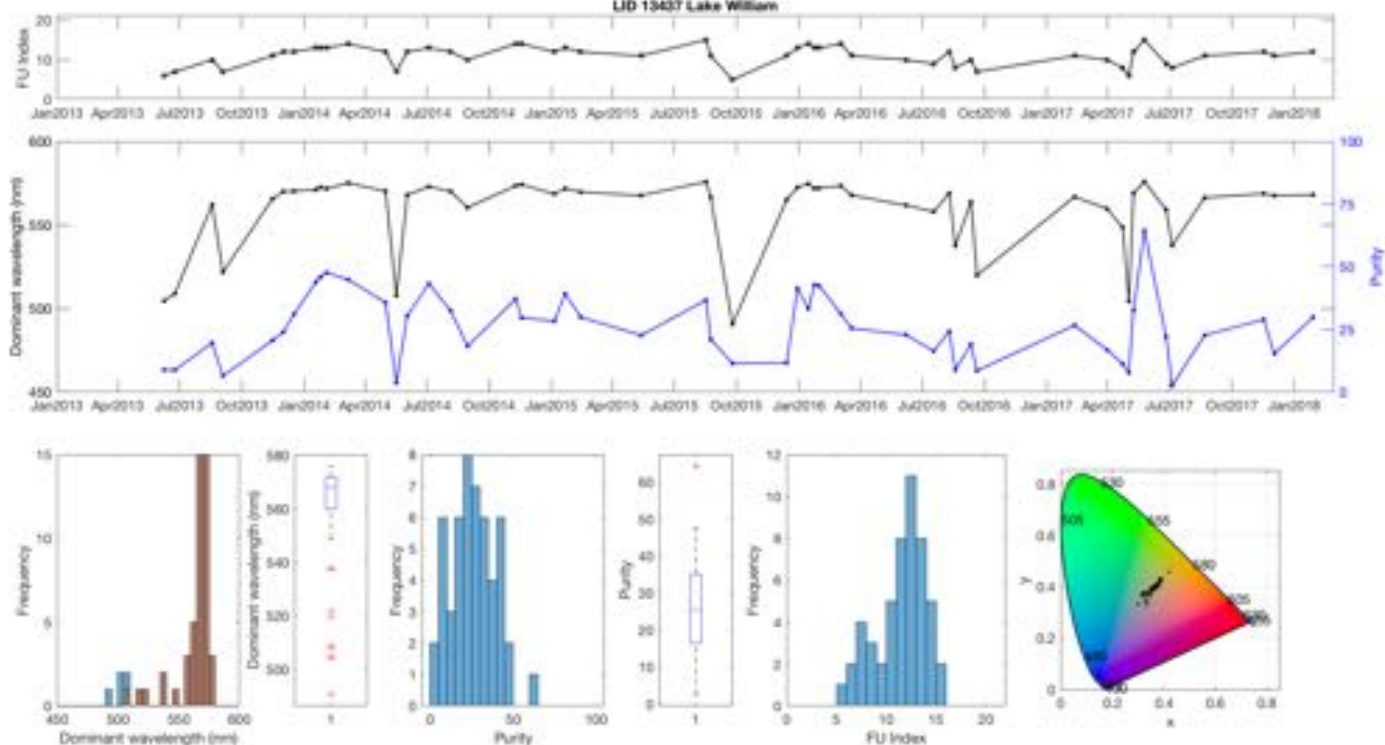 LID 13437 Lake William
FU Index
20
10
0
Jan2013 Apr2013 Jul2013 Oct2013 Jan2014 Apr2014 Jul2014 Oct2014 Jan2015 Apr2015 Jul2015 Oct2015 Jan2016 Apr2016 Jul2016 Oct2016 Jan2017 Apr2017 Jul2017 Oct2017 Jan2018
Dominant wavelength (nm)
600
550
500
450
100
75
50
25
0
Purity
Jan2013 Apr2013 Jul2013 Oct2013 Jan2014 Apr2014 Jul2014 Oct2014 Jan2015 Apr2015 Jul2015 Oct2015 Jan2016 Apr2016 Jul2016 Oct2016 Jan2017 Apr2017 Jul2017 Oct2017 Jan2018
Frequency
15
10
5
0
450 500 550 600
Dominant wavelength (nm)
Dominant wavelength (nm)
580
560
540
520
500
1
Frequency
8
7
6
5
4
3
2
1
0
0 50 100
Purity
Purity
60
50
40
30
20
10
0
1
Frequency
12
10
8
6
4
2
0
0 5 10 15 20
FU Index
y
0.8
0.6
0.4
0.2
0
0 0.2 0.4 0.6 0.8
x
530
505
555
580